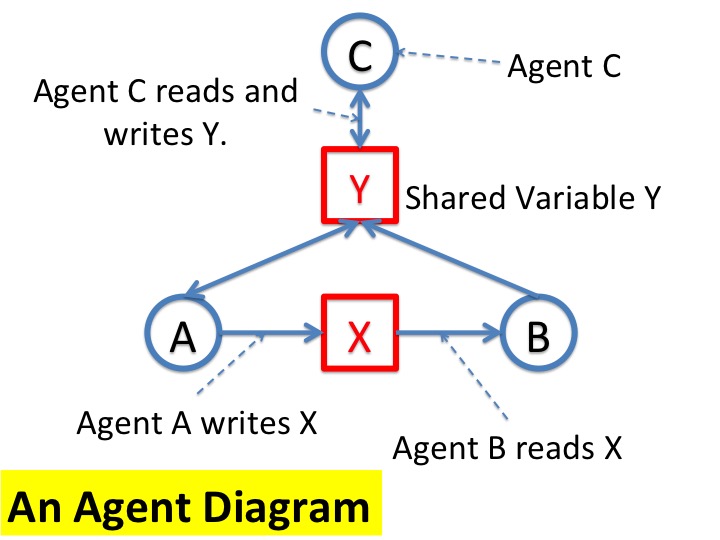 C
Agent C
Agent C reads and
writes Y.
Y
Shared Variable Y
A
X
B
Agent A writes X
Agent B reads X
An Agent Diagram